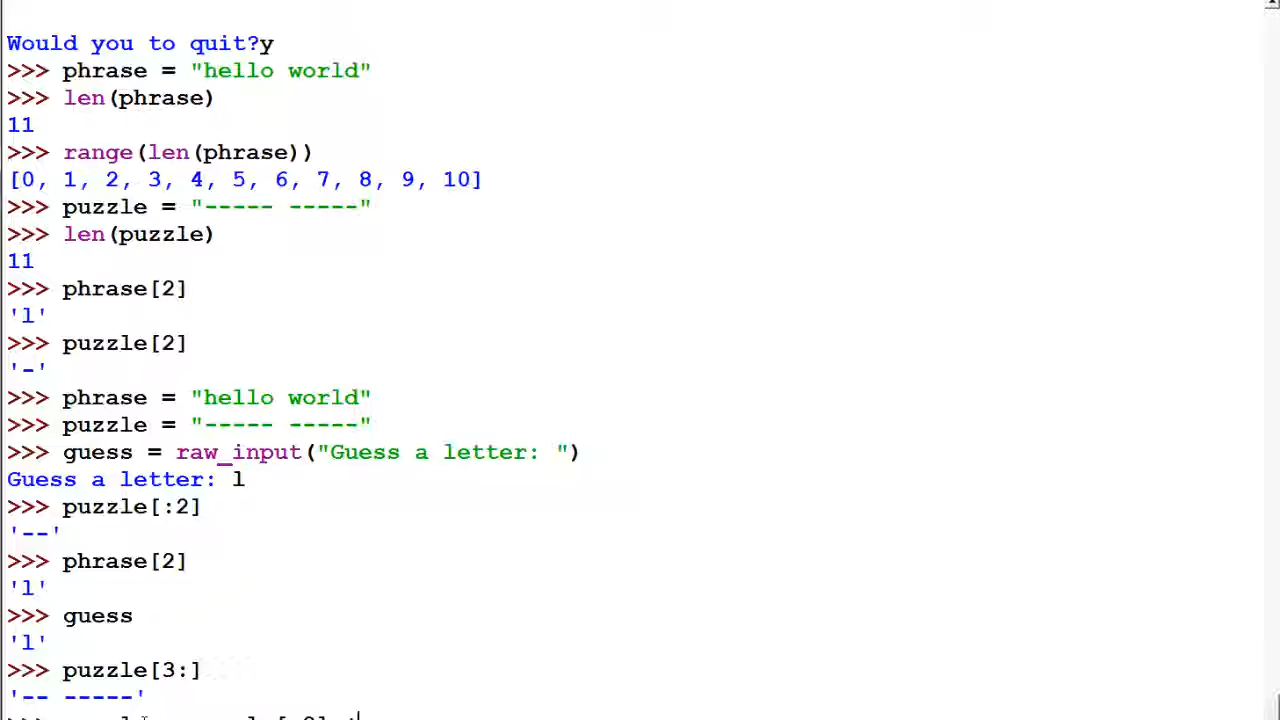 Would you to quit?y
>>> phrase = "hello world"
>>> len(phrase)
11
>>> range(len(phrase))
[0, 1, 2, 3, 4, 5, 6, 7, 8, 9, 10]
>>> puzzle = "----- -----"
>>> len(puzzle)
11
>>> phrase[2]
'l'
>>> puzzle[2]
'-'
>>> phrase = "hello world"
>>> puzzle = "----- -----"
>>> guess = raw_input("Guess a letter: ")
Guess a letter: l
>>> puzzle[:2]
'--'
>>> phrase[2]
'l'
>>> guess
'l'
>>> puzzle[3:]
'-- -----'